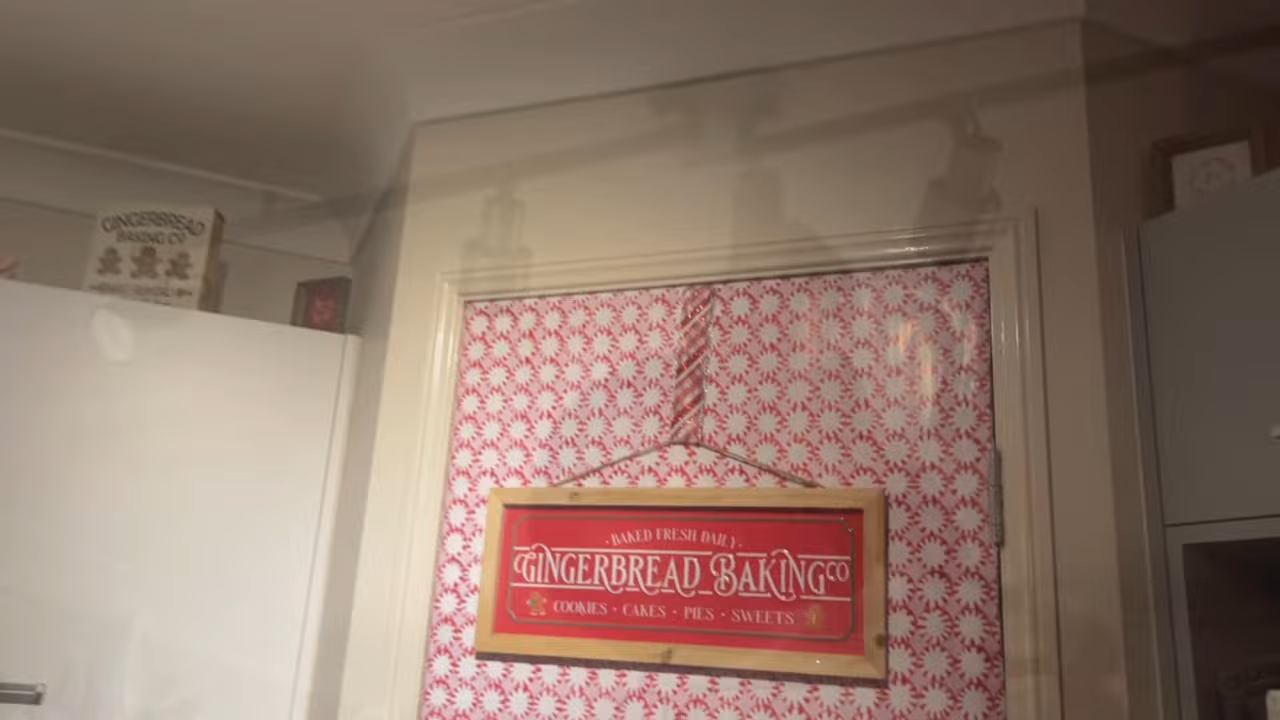 GINGERBREAD
BAKING CO
· BAKED FRESH DAILY ·
GINGERBREAD BAKING CO
COOKIES · CAKES · PIES · SWEETS